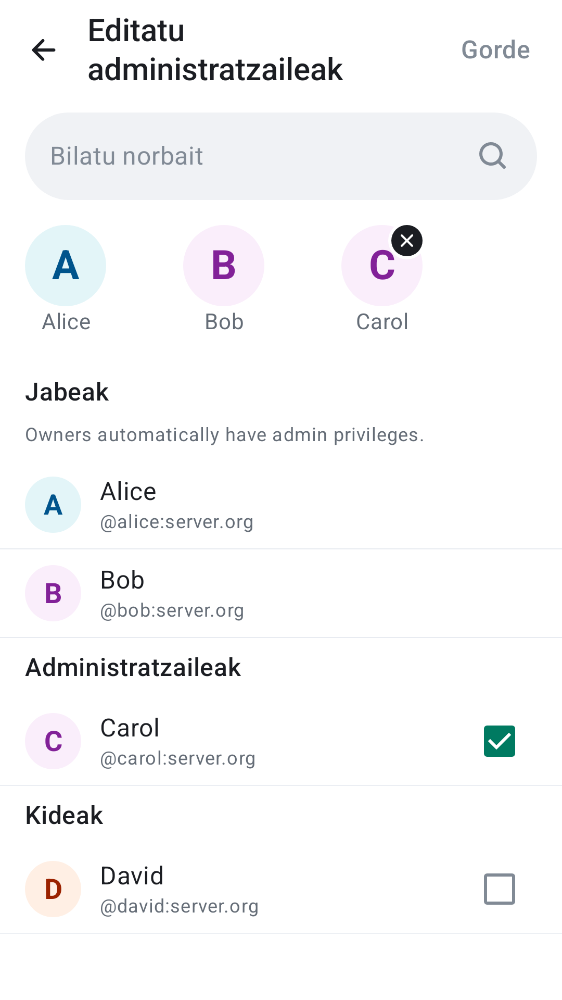 Editatu
administratzaileak
Gorde
Bilatu norbait
A
B
C
Alice
Bob
Carol
Jabeak
Owners automatically have admin privileges.
A
Alice
@alice:server.org
B
Bob
@bob:server.org
Administratzaileak
C
Carol
@carol:server.org
Kideak
D
David
@david:server.org